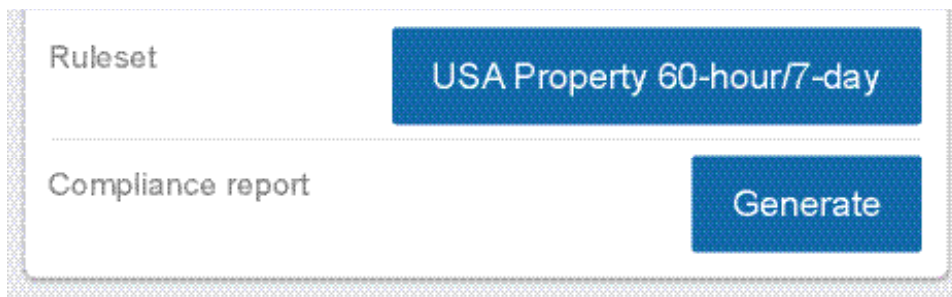 Ruleset
USA Property 60-hour/7-day
Compliance report
Generate